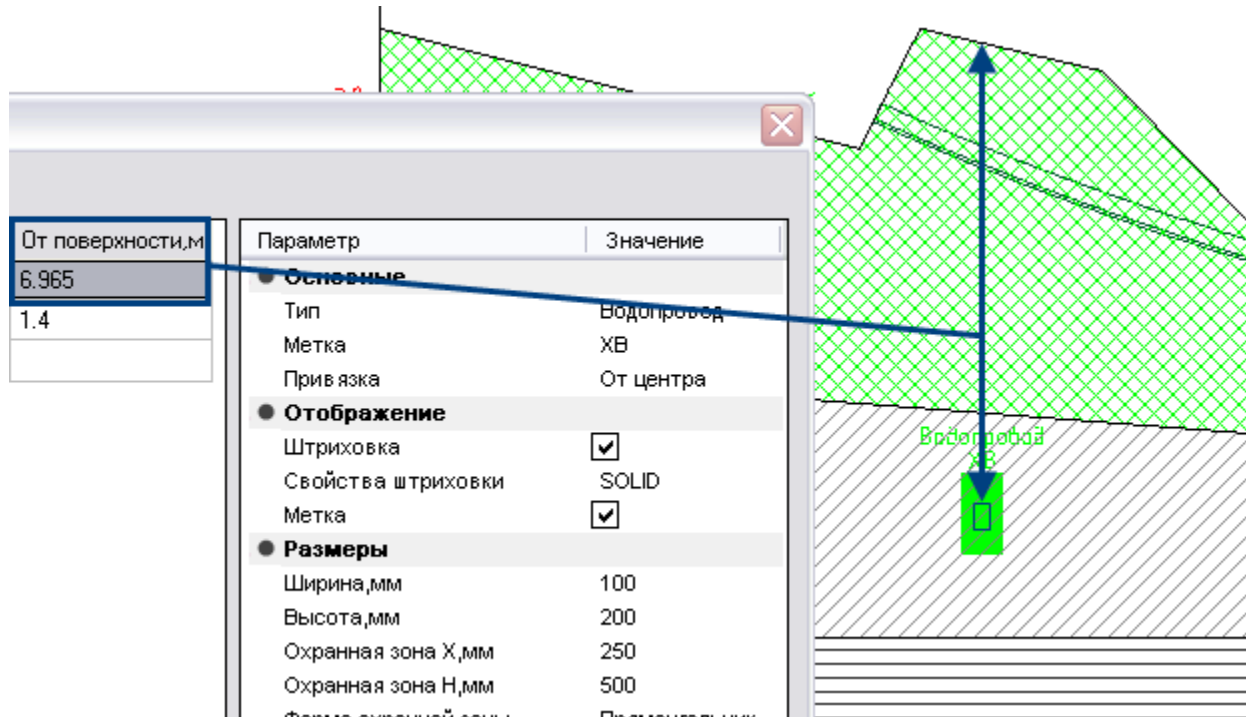 От поверхности,м
6.965
1.4
Параметр Значение
Основные
Тип Водопровод
Метка ХВ
Привязка От центра
Отображение
Штриховка
Свойства штриховки SOLID
Метка
Размеры
Ширина,мм 100
Высота,мм 200
Охранная зона Х,мм 250
Охранная зона Н,мм 500
Водопровод
ХВ